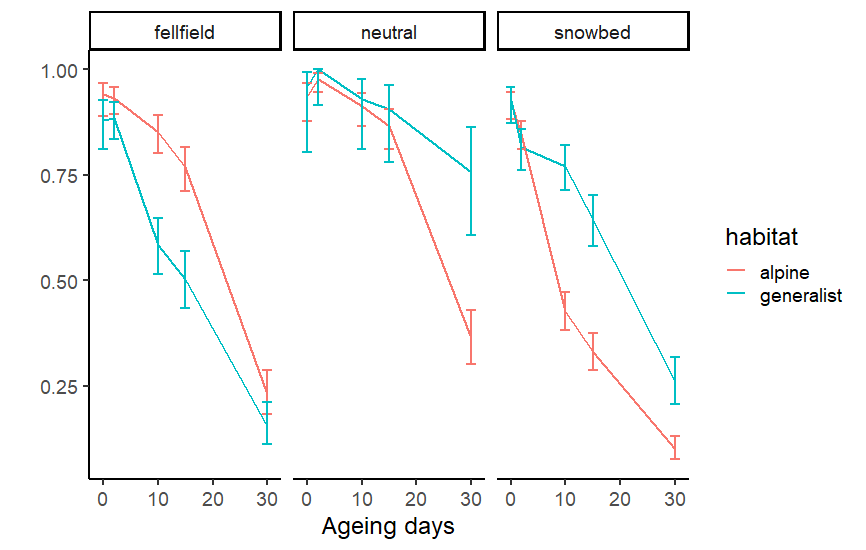 fellfield neutral snowbed
1.00
0.75
0.50
0.25
0 10 20 30 0 10 20 30 0 10 20 30
Ageing days
habitat
alpine
generalist